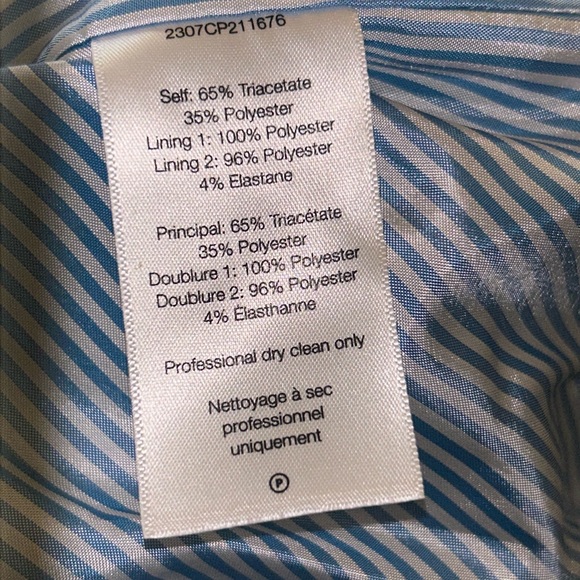 2307CP211676
Self: 65% Triacetate
35% Polyester
Lining 1: 100% Polyester
Lining 2: 96% Polyester
4% Elastane
Principal: 65% Triacétate
35% Polyester
Doublure 1: 100% Polyester
Doublure 2: 96% Polyester
4% Élasthanne
Professional dry clean only
Nettoyage à sec
professionnel
uniquement
P